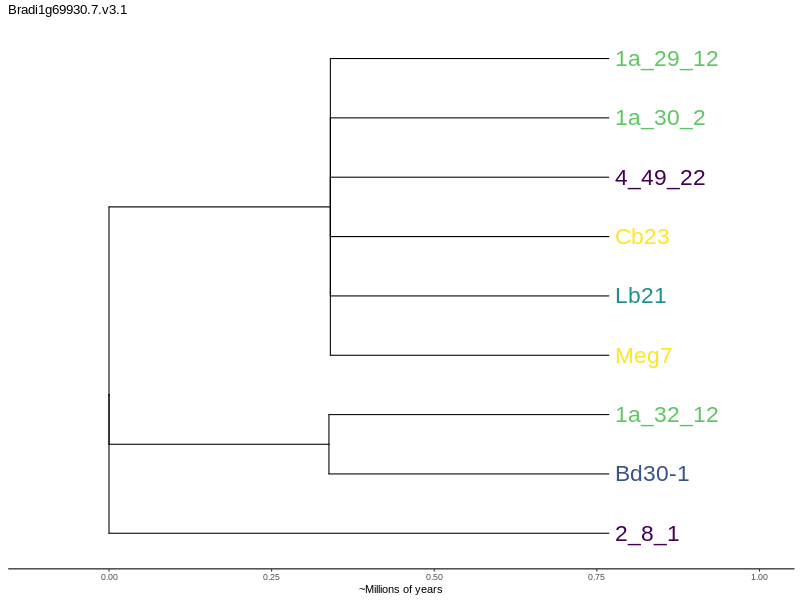 Bradi1g69930.7.v3.1
1a_29_12
1a_30_2
4_49_22
Cb23
Lb21
Meg7
1a_32_12
Bd30-1
2_8_1
0.00 0.25 0.50 0.75 1.00
~Millions of years